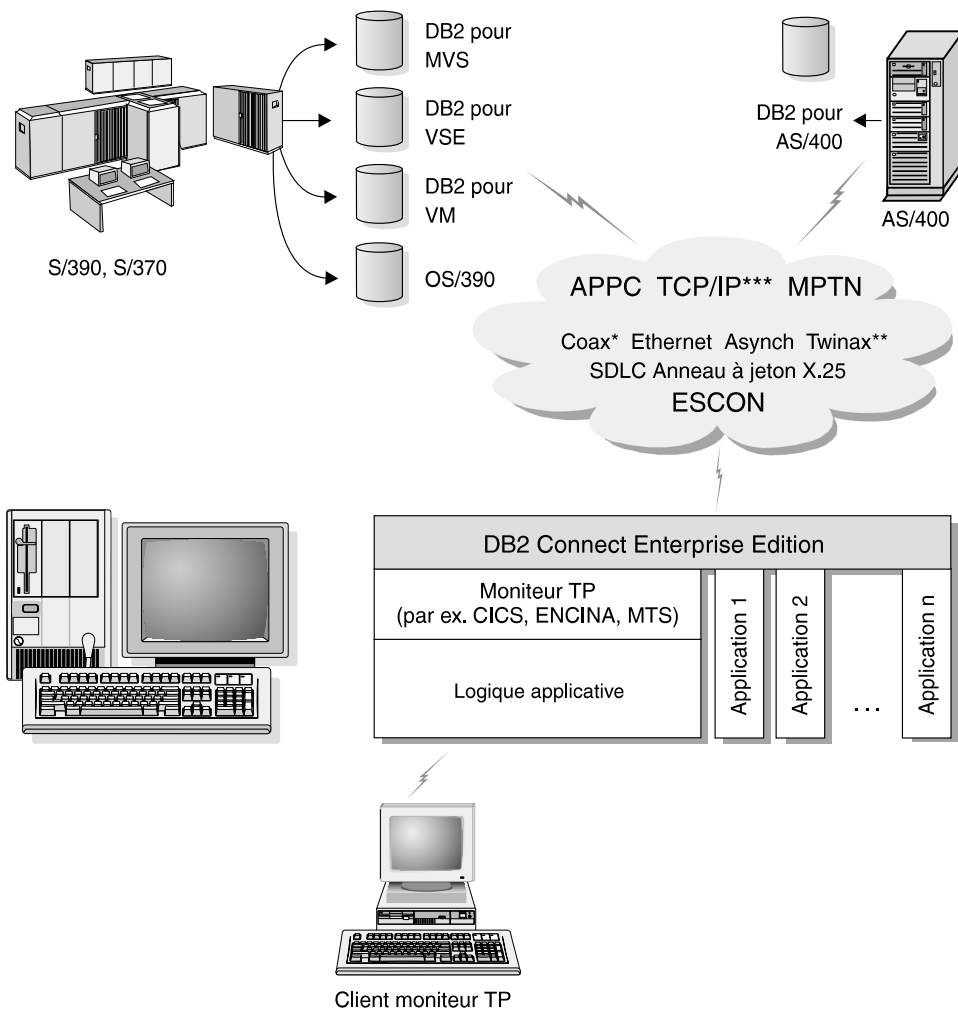 DB2 pour
MVS
DB2 pour
VSE
DB2 pour
VM
OS/390
S/390, S/370
DB2 pour
AS/400
AS/400
APPC TCP/IP*** MPTN
Coax* Ethernet Asynch Twinax**
SDLC Anneau à jeton X.25
ESCON
DB2 Connect Enterprise Edition
Moniteur TP
(par ex. CICS, ENCINA, MTS)
Logique applicative
Application 1
Application 2
...
Application n
Client moniteur TP